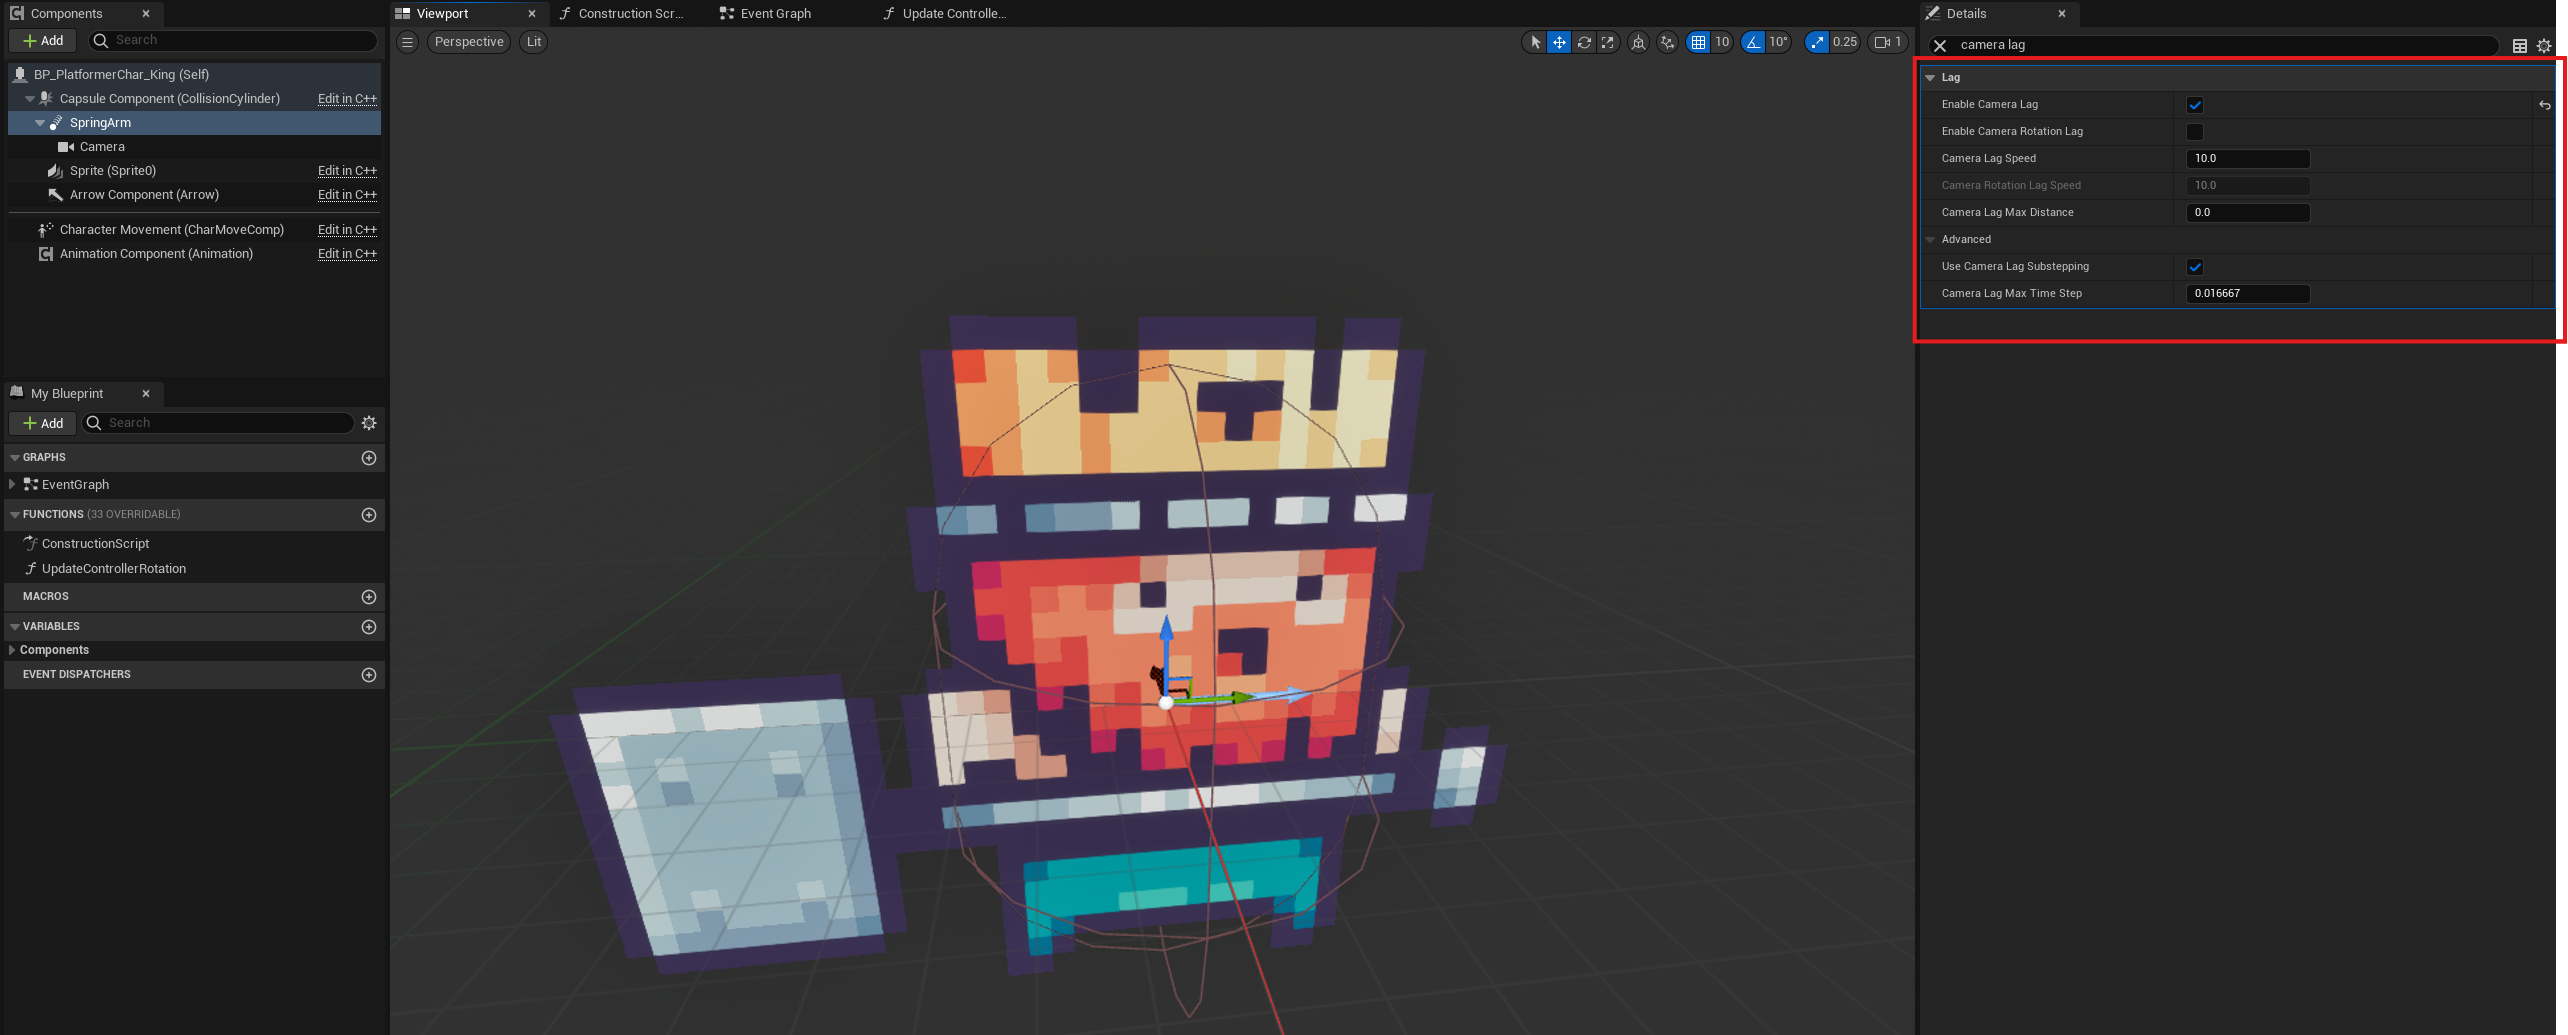 Components
Add
Search
BP_PlatformerChar_King (Self)
Capsule Component (CollisionCylinder) Edit in C++
SpringArm
Camera
Sprite (Sprite0) Edit in C++
Arrow Component (Arrow) Edit in C++
Character Movement (CharMoveComp) Edit in C++
Animation Component (Animation) Edit in C++
My Blueprint
Add
Search
GRAPHS
EventGraph
FUNCTIONS (33 OVERRIDABLE)
ConstructionScript
UpdateControllerRotation
MACROS
VARIABLES
Components
EVENT DISPATCHERS
Viewport
Construction Scr...
Event Graph
Update Controlle...
Perspective
Lit
10
10°
0.25
1
Details
camera lag
Lag
Enable Camera Lag
Enable Camera Rotation Lag
Camera Lag Speed 10.0
Camera Rotation Lag Speed 10.0
Camera Lag Max Distance 0.0
Advanced
Use Camera Lag Substepping
Camera Lag Max Time Step 0.016667